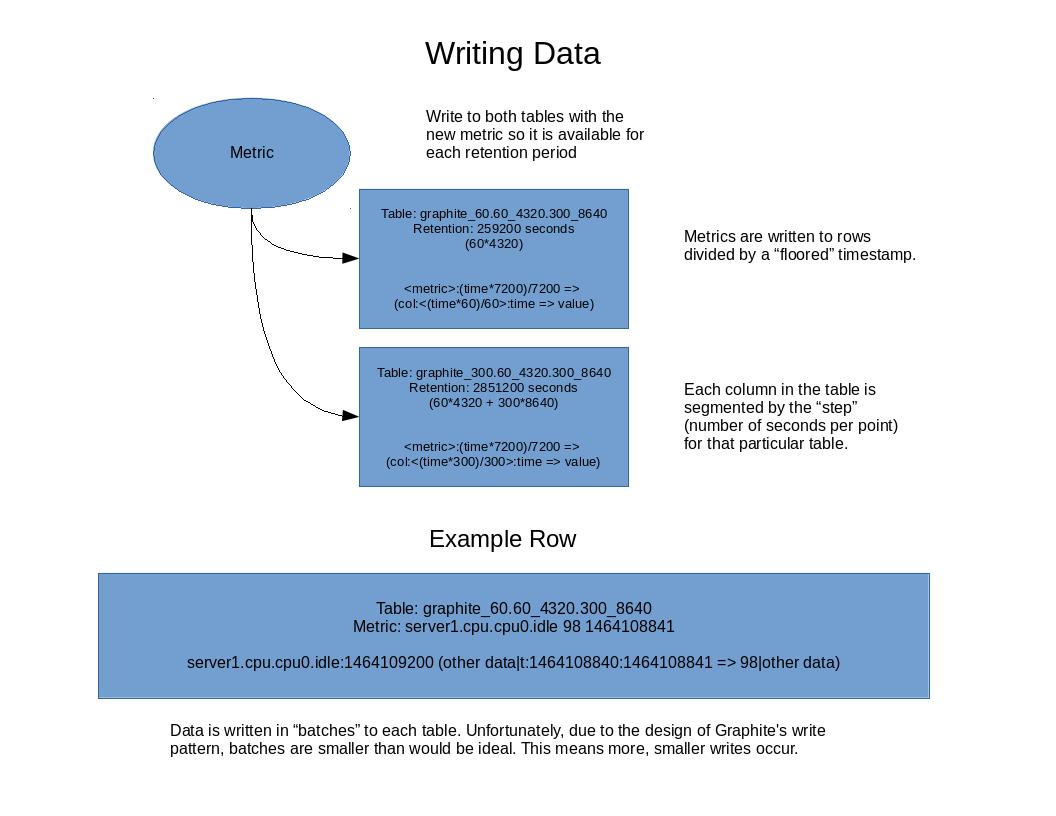 Writing Data
Metric
Write to both tables with the
new metric so it is available for
each retention period
Table: graphite_60.60_4320.300_8640
Retention: 259200 seconds
(60*4320)
<metric>:(time*7200)/7200 =>
(col:<(time*60)/60>:time => value)
Metrics are written to rows
divided by a “floored” timestamp.
Table: graphite_300.60_4320.300_8640
Retention: 2851200 seconds
(60*4320 + 300*8640)
<metric>:(time*7200)/7200 =>
(col:<(time*300)/300>:time => value)
Each column in the table is
segmented by the “step”
(number of seconds per point)
for that particular table.
Example Row
Table: graphite_60.60_4320.300_8640
Metric: server1.cpu.cpu0.idle 98 1464108841
server1.cpu.cpu0.idle:1464109200 (other data|t:1464108840:1464108841 => 98|other data)
Data is written in “batches” to each table. Unfortunately, due to the design of Graphite's write
pattern, batches are smaller than would be ideal. This means more, smaller writes occur.